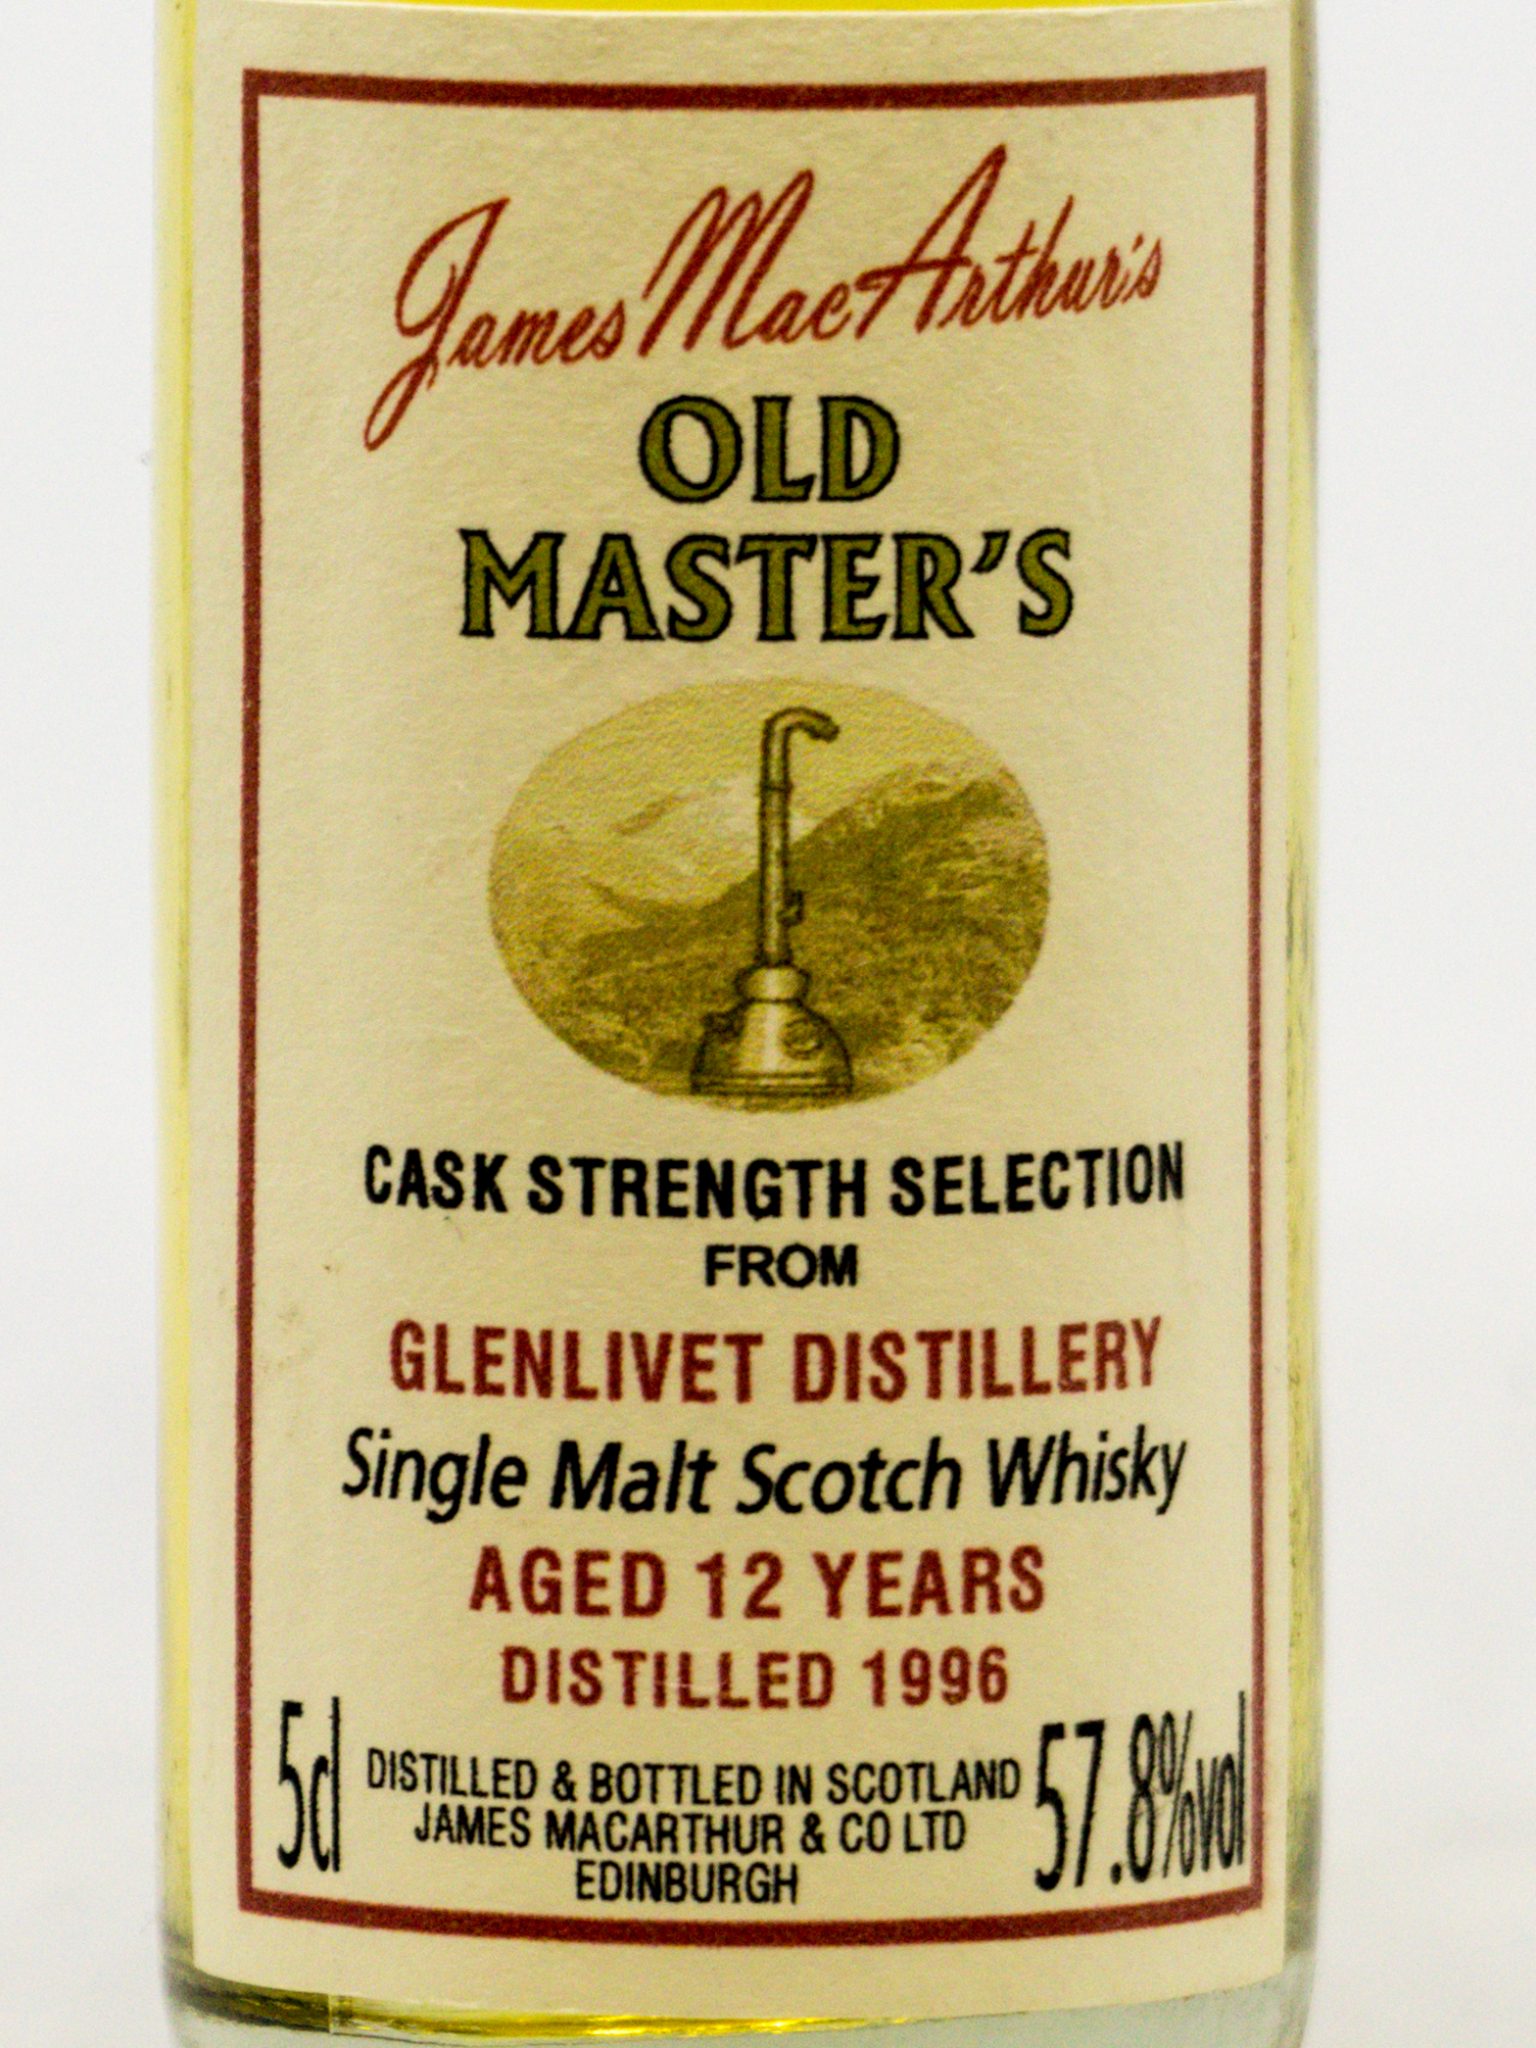 James MacArthur's
OLD
MASTER'S
CASK STRENGTH SELECTION
FROM
GLENLIVET DISTILLERY
Single Malt Scotch Whisky
AGED 12 YEARS
DISTILLED 1996
5cl
DISTILLED & BOTTLED IN SCOTLAND
JAMES MACARTHUR & CO LTD
EDINBURGH
57.8%vol